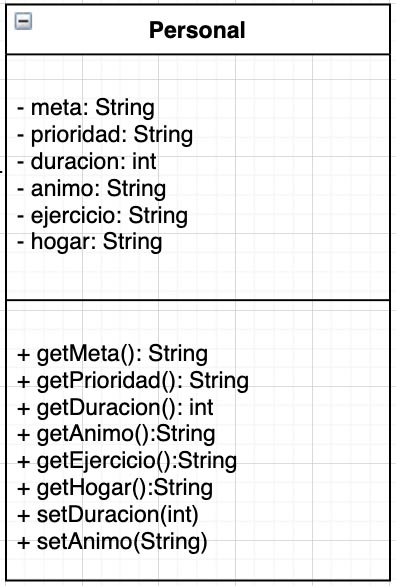 Personal
- meta: String
- prioridad: String
- duracion: int
- animo: String
- ejercicio: String
- hogar: String
+ getMeta(): String
+ getPrioridad(): String
+ getDuracion(): int
+ getAnimo():String
+ getEjercicio():String
+ getHogar():String
+ setDuracion(int)
+ setAnimo(String)